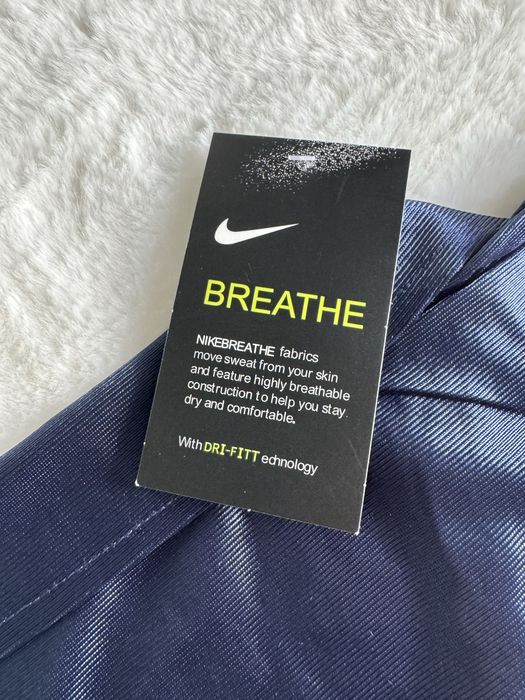 BREATHE
NIKEBREATHE fabrics
move sweat from your skin
and feature highly breathable
construction to help you stay
dry and comfortable.
With DRI-FITT echnology